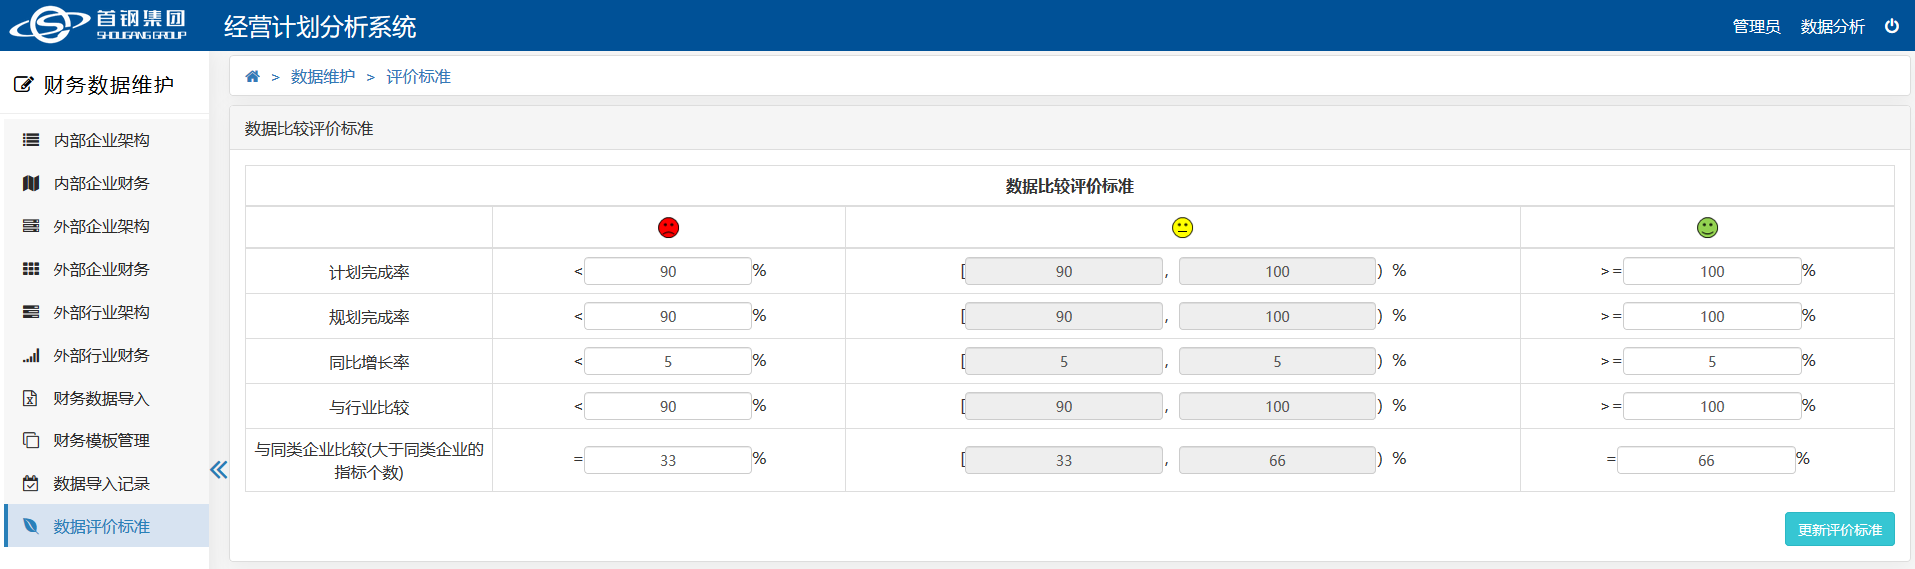 首钢集团
SHOUGANG GROUP
经营计划分析系统
管理员 数据分析
财务数据维护
内部企业架构
内部企业财务
外部企业架构
外部企业财务
外部行业架构
外部行业财务
财务数据导入
财务模板管理
数据导入记录
数据评价标准
> 数据维护 > 评价标准
数据比较评价标准
数据比较评价标准
计划完成率 < 90 % [ 90 , 100 ) % >= 100 %
规划完成率 < 90 % [ 90 , 100 ) % >= 100 %
同比增长率 < 5 % [ 5 , 5 ) % >= 5 %
与行业比较 < 90 % [ 90 , 100 ) % >= 100 %
与同类企业比较(大于同类企业的
指标个数) = 33 % [ 33 , 66 ) % = 66 %
更新评价标准